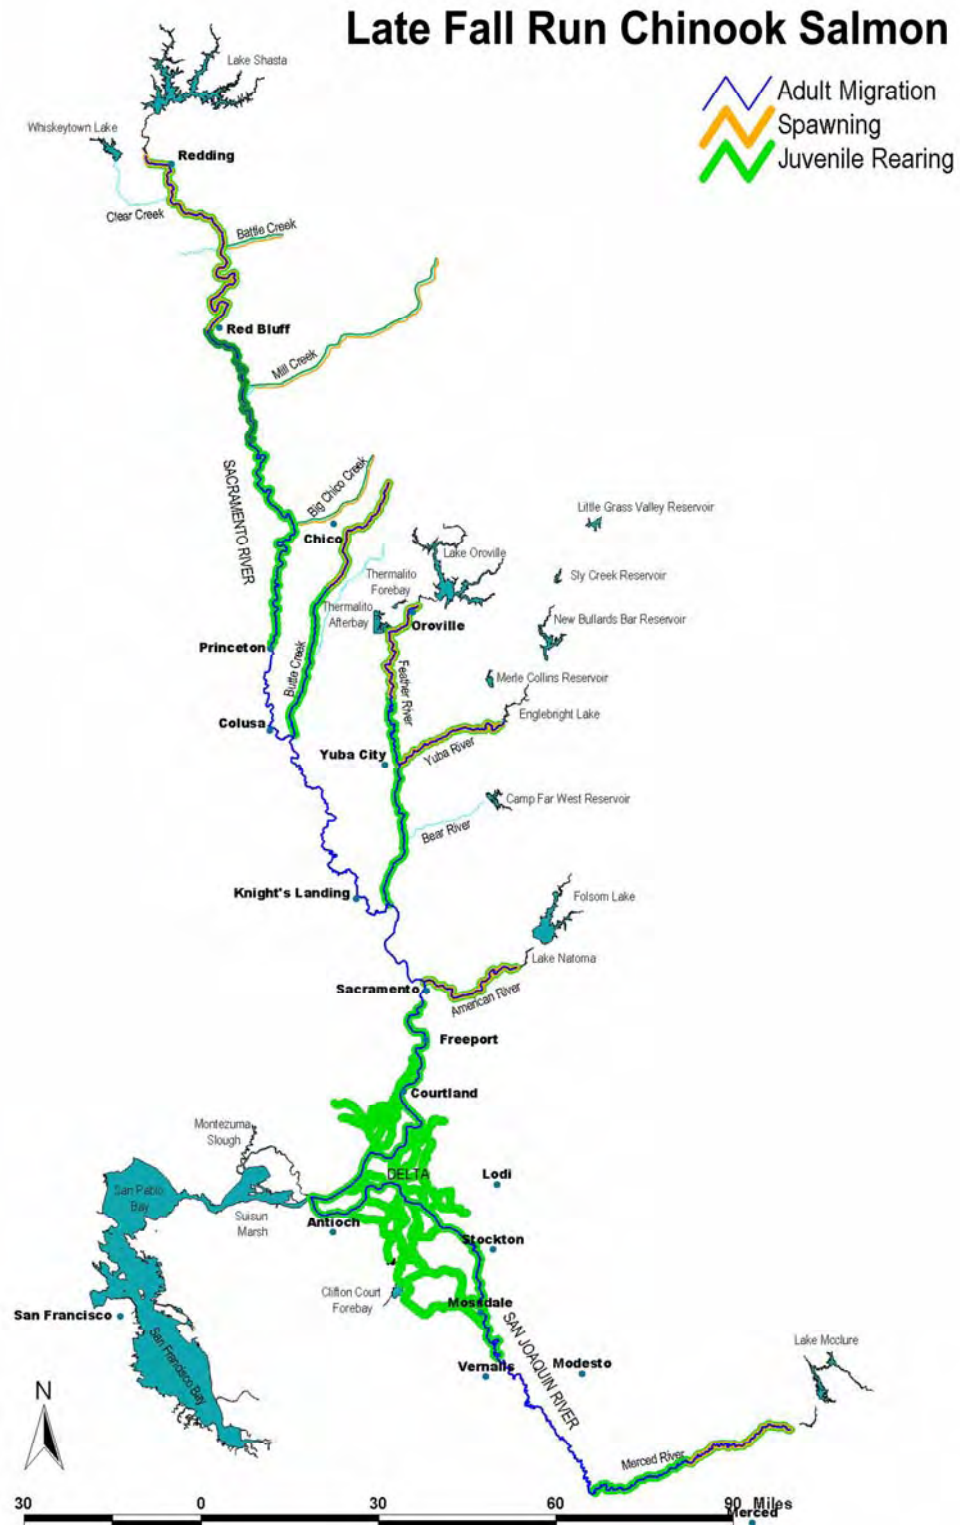 Late Fall Run Chinook Salmon
Adult Migration
Spawning
Juvenile Rearing
Lake Shasta
Whiskeytown Lake
Redding
Clear Creek
Battle Creek
Red Bluff
Mill Creek
SACRAMENTO RIVER
Big Chico Creek
Chico
Little Grass Valley Reservoir
Lake Oroville
Thermalito
Forebay
Sly Creek Reservoir
Thermalito
Afterbay
Oroville
New Bullards Bar Reservoir
Princeton
Butte Creek
Feather River
Merle Collins Reservoir
Englebright Lake
Colusa
Yuba City
Yuba River
Camp Far West Reservoir
Bear River
Knight's Landing
Folsom Lake
Lake Natoma
Sacramento
American River
Freeport
Courtland
Montezuma
Slough
DELTA
Lodi
San Pablo
Bay
Suisun
Marsh
Antioch
Stockton
Clifton Court
Forebay
Mossdale
San Francisco
San Francisco Bay
SAN JOAQUIN RIVER
Lake Mcclure
Vernalis
Modesto
N
Merced River
30 0 30 60 90 Miles
Merced